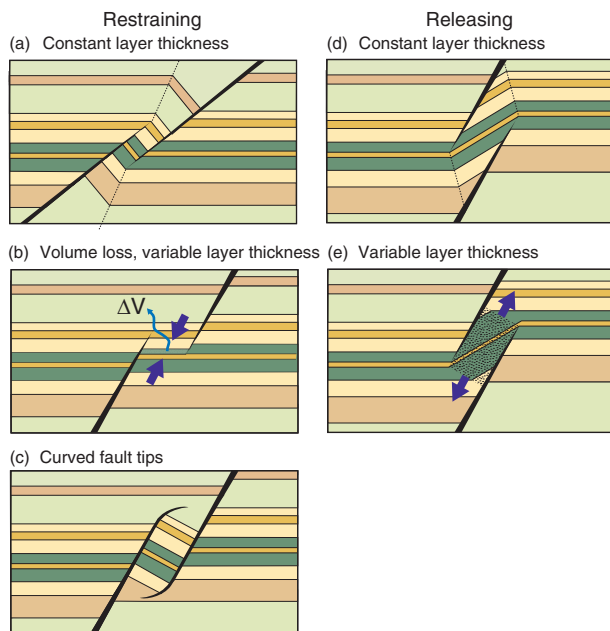 Restraining
Releasing
(a) Constant layer thickness
(d) Constant layer thickness
(b) Volume loss, variable layer thickness
(e) Variable layer thickness
ΔV
(c) Curved fault tips